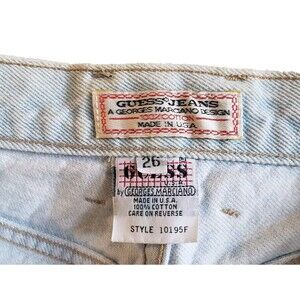 GUESS JEANS
A GEORGES MARCIANO DESIGN
100% COTTON
MADE IN U.S.A.
26
GUESS
U.S.A.
by GEORGES MARCIANO
MADE IN U.S.A.
100% COTTON
CARE ON REVERSE
STYLE 10195F